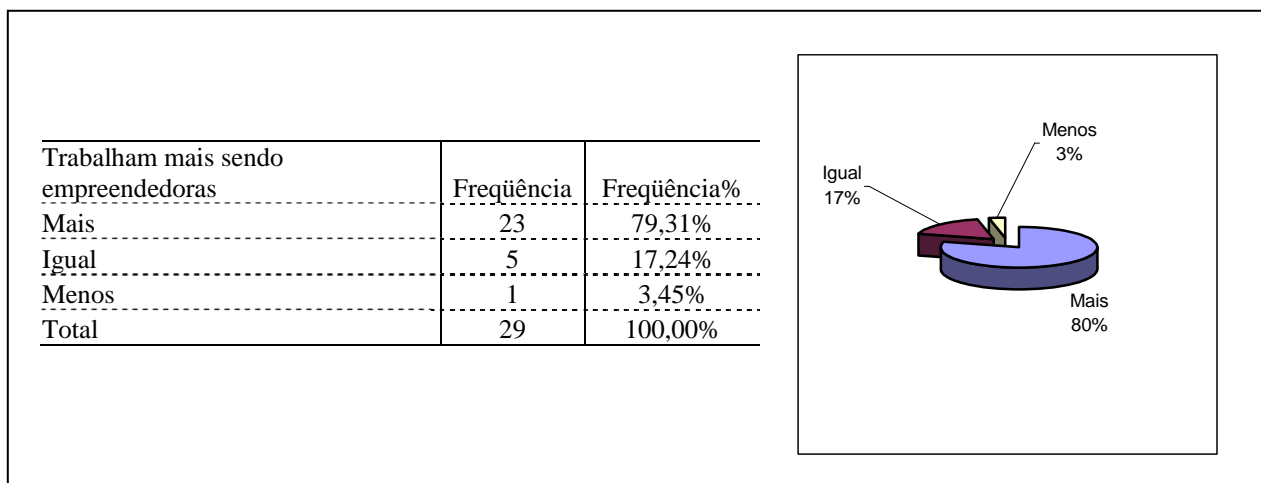 Trabalham mais sendo
empreendedoras Freqüência Freqüência%
Mais 23 79,31%
Igual 5 17,24%
Menos 1 3,45%
Total 29 100,00%
Menos
3%
Igual
17%
Mais
80%